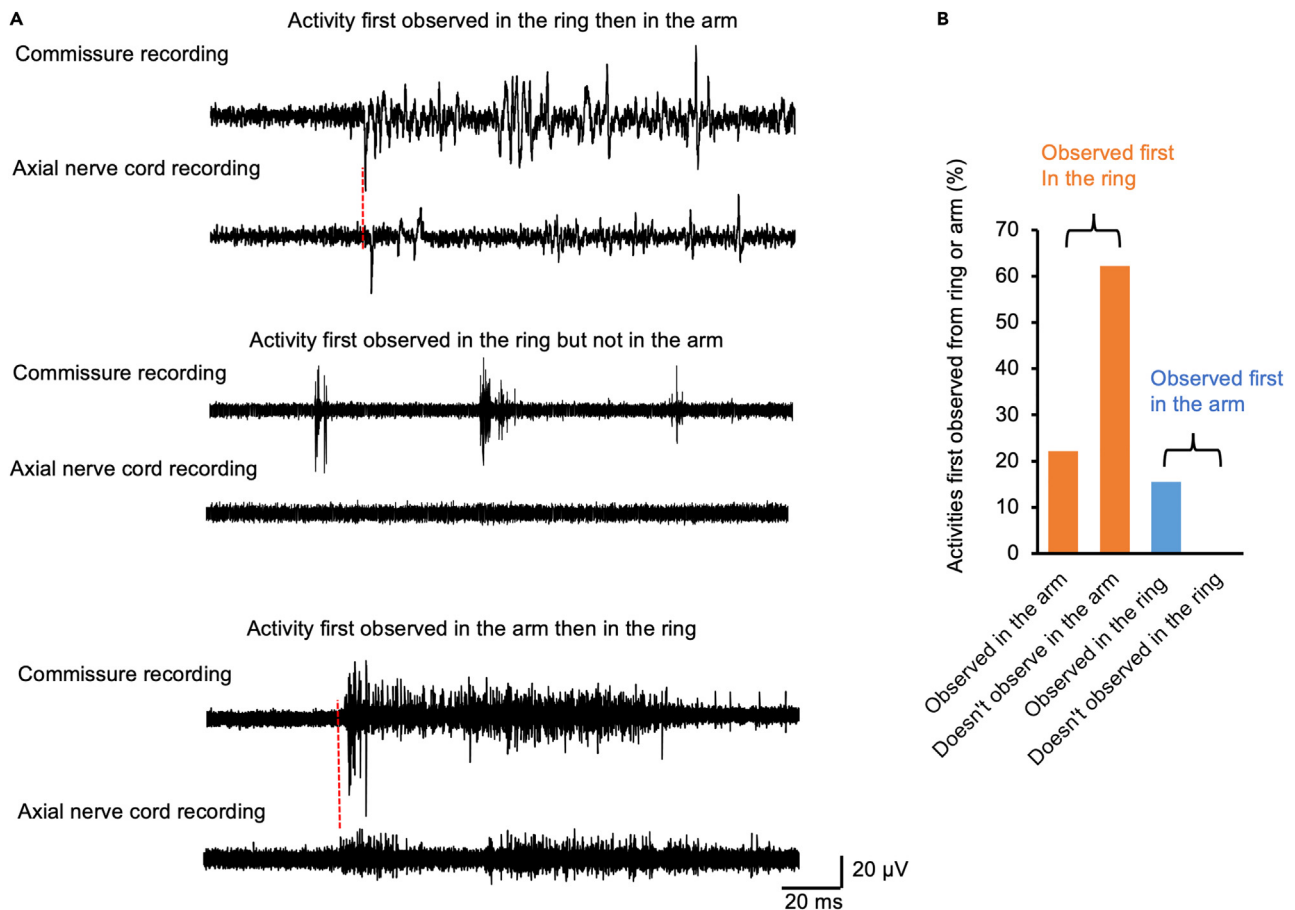 A
Activity first observed in the ring then in the arm
Commissure recording
Axial nerve cord recording
Activity first observed in the ring but not in the arm
Commissure recording
Axial nerve cord recording
Activity first observed in the arm then in the ring
Commissure recording
Axial nerve cord recording
20 µV
20 ms
B
Activities first observed from ring or arm (%)
Observed first
In the ring
Observed first
in the arm
70
60
50
40
30
20
10
0
Observed in the arm
Doesn't observe in the arm
Observed in the ring
Doesn't observed in the ring